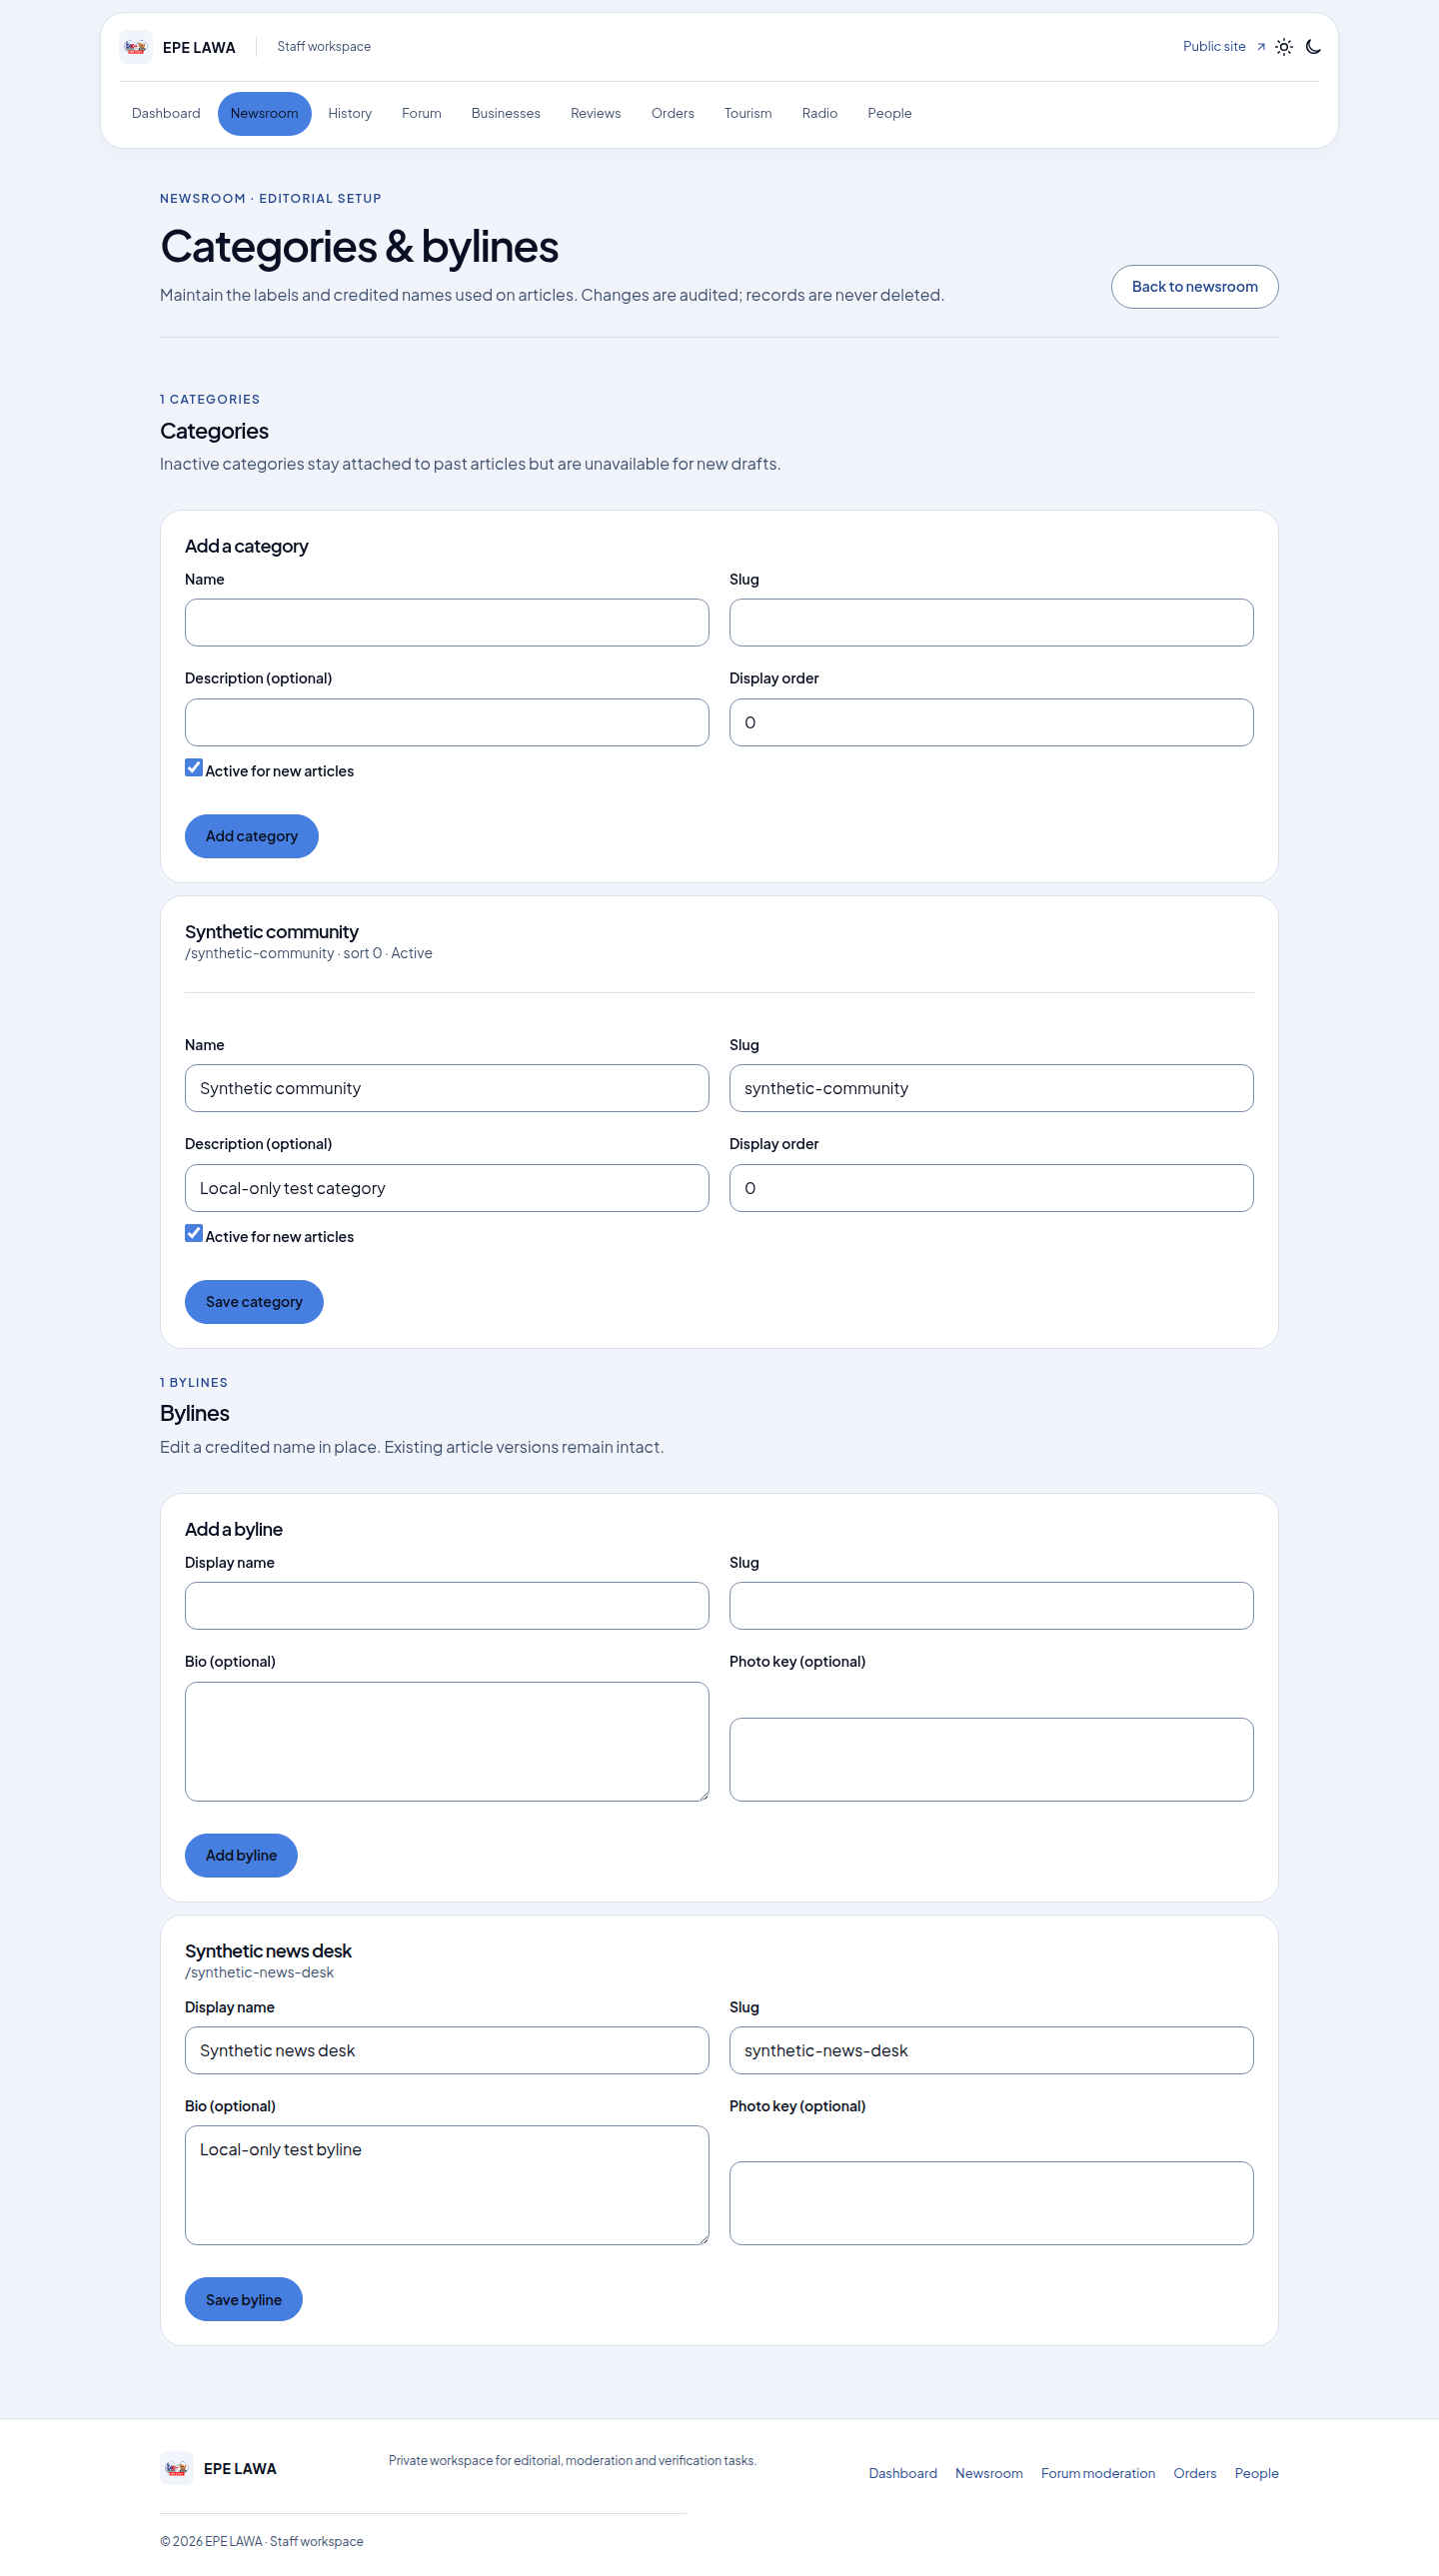 EPE LAWA
Staff workspace
Public site
Dashboard Newsroom History Forum Businesses Reviews Orders Tourism Radio People
NEWSROOM · EDITORIAL SETUP
Categories & bylines
Maintain the labels and credited names used on articles. Changes are audited; records are never deleted.
Back to newsroom
1 CATEGORIES
Categories
Inactive categories stay attached to past articles but are unavailable for new drafts.
Add a category
Name Slug
Description (optional) Display order
0
Active for new articles
Add category
Synthetic community
/synthetic-community · sort 0 · Active
Name Slug
Synthetic community synthetic-community
Description (optional) Display order
Local-only test category 0
Active for new articles
Save category
1 BYLINES
Bylines
Edit a credited name in place. Existing article versions remain intact.
Add a byline
Display name Slug
Bio (optional) Photo key (optional)
Add byline
Synthetic news desk
/synthetic-news-desk
Display name Slug
Synthetic news desk synthetic-news-desk
Bio (optional) Photo key (optional)
Local-only test byline
Save byline
EPE LAWA
Private workspace for editorial, moderation and verification tasks.
Dashboard Newsroom Forum moderation Orders People
© 2026 EPE LAWA · Staff workspace